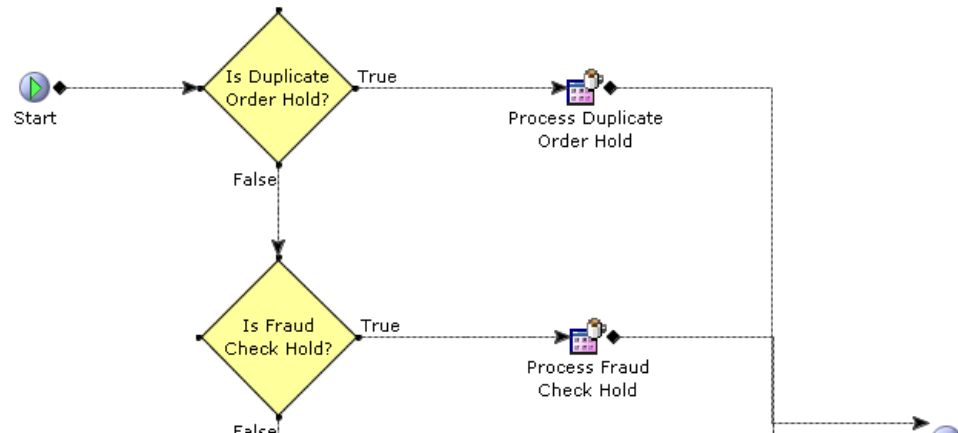 Is Duplicate
Order Hold?
True
Start
Process Duplicate
Order Hold
False
Is Fraud
Check Hold?
True
Process Fraud
Check Hold
False